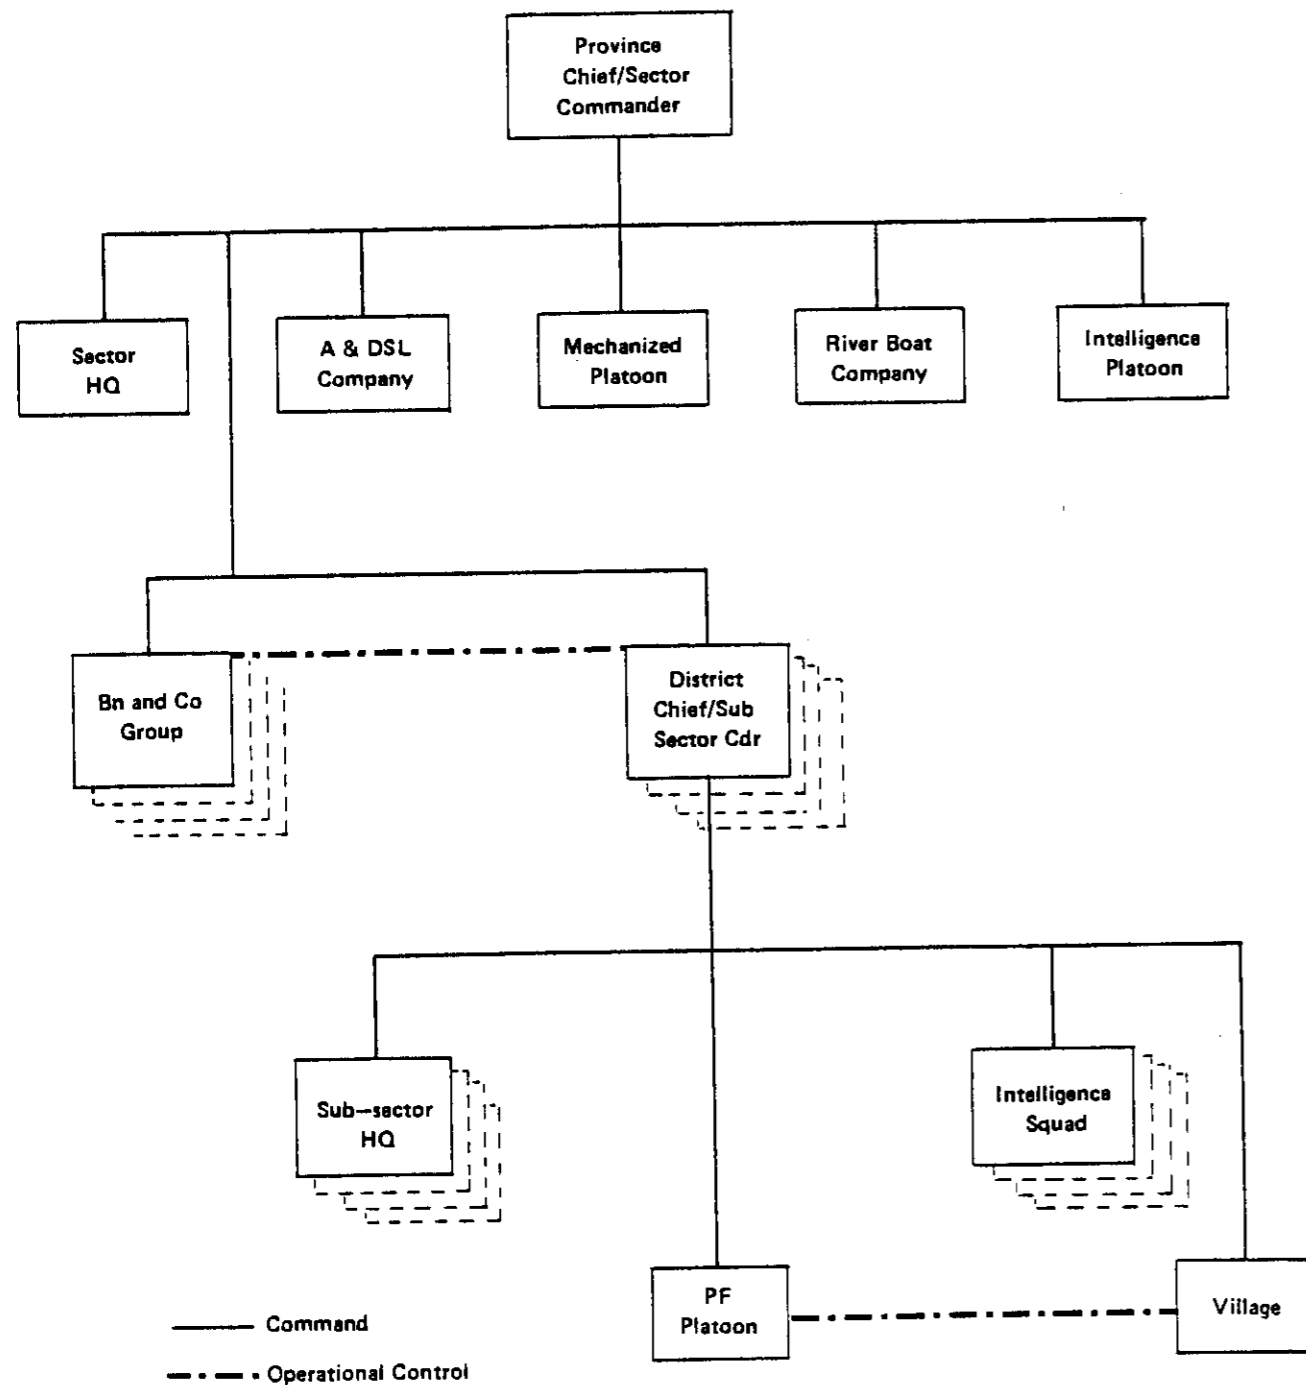 Province
Chief/Sector
Commander
Sector
HQ
A & DSL
Company
Mechanized
Platoon
River Boat
Company
Intelligence
Platoon
Bn and Co
Group
District
Chief/Sub
Sector Cdr
Sub-sector
HQ
Intelligence
Squad
PF
Platoon
Village
Command
Operational Control